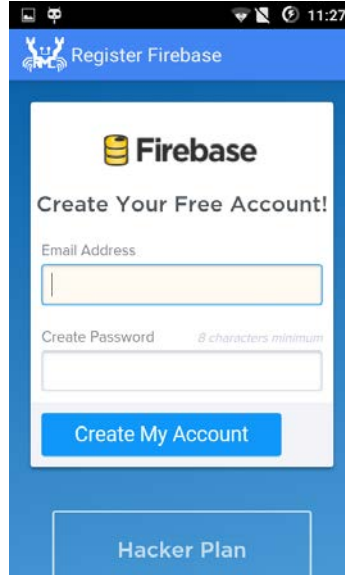 11:27
Register Firebase
Firebase
Create Your Free Account!
Email Address
Create Password 8 characters minimum
Create My Account
Hacker Plan